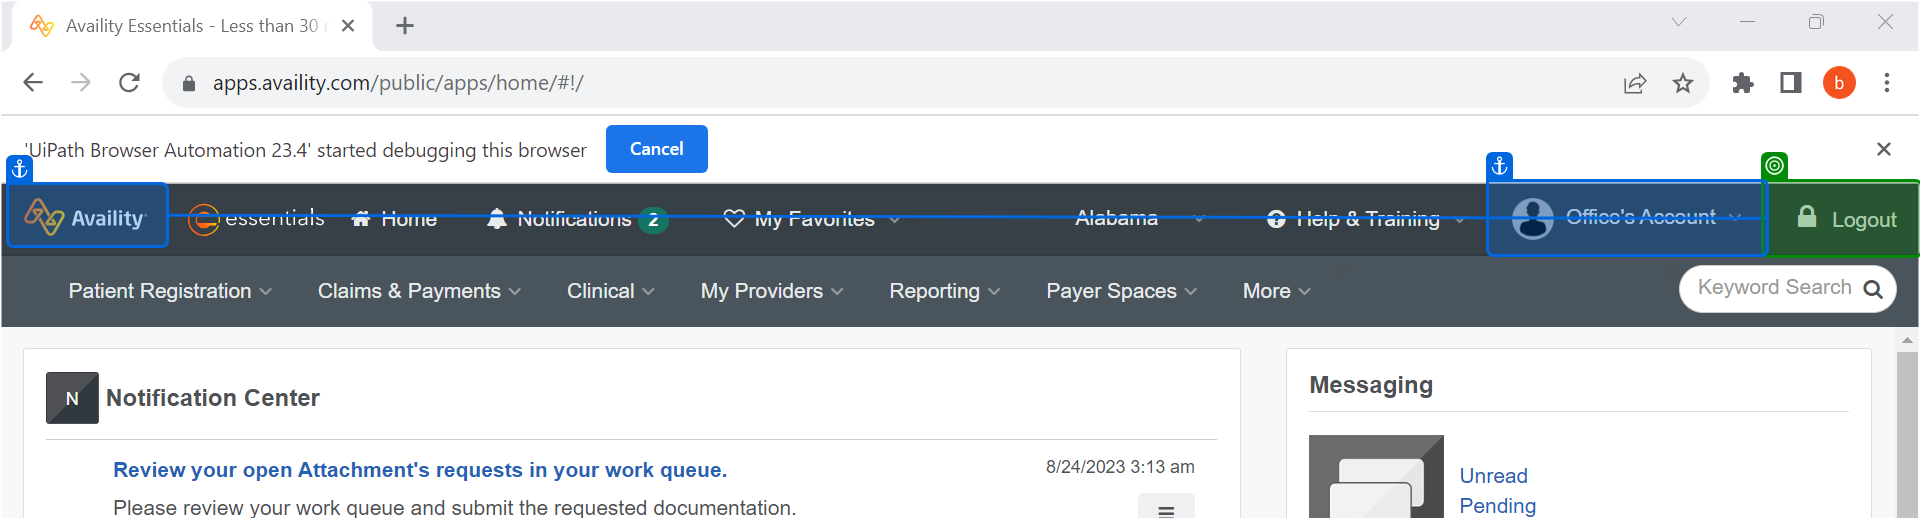 Availity Essentials - Less than 30
apps.availity.com/public/apps/home/#!/
b
'UiPath Browser Automation 23.4' started debugging this browser
Cancel
Availity essentials Home Notifications 2 My Favorites Alabama Help & Training Office's Account Logout
Patient Registration Claims & Payments Clinical My Providers Reporting Payer Spaces More Keyword Search
N Notification Center
Messaging
Review your open Attachment's requests in your work queue.
8/24/2023 3:13 am
Please review your work queue and submit the requested documentation.
Unread
Pending